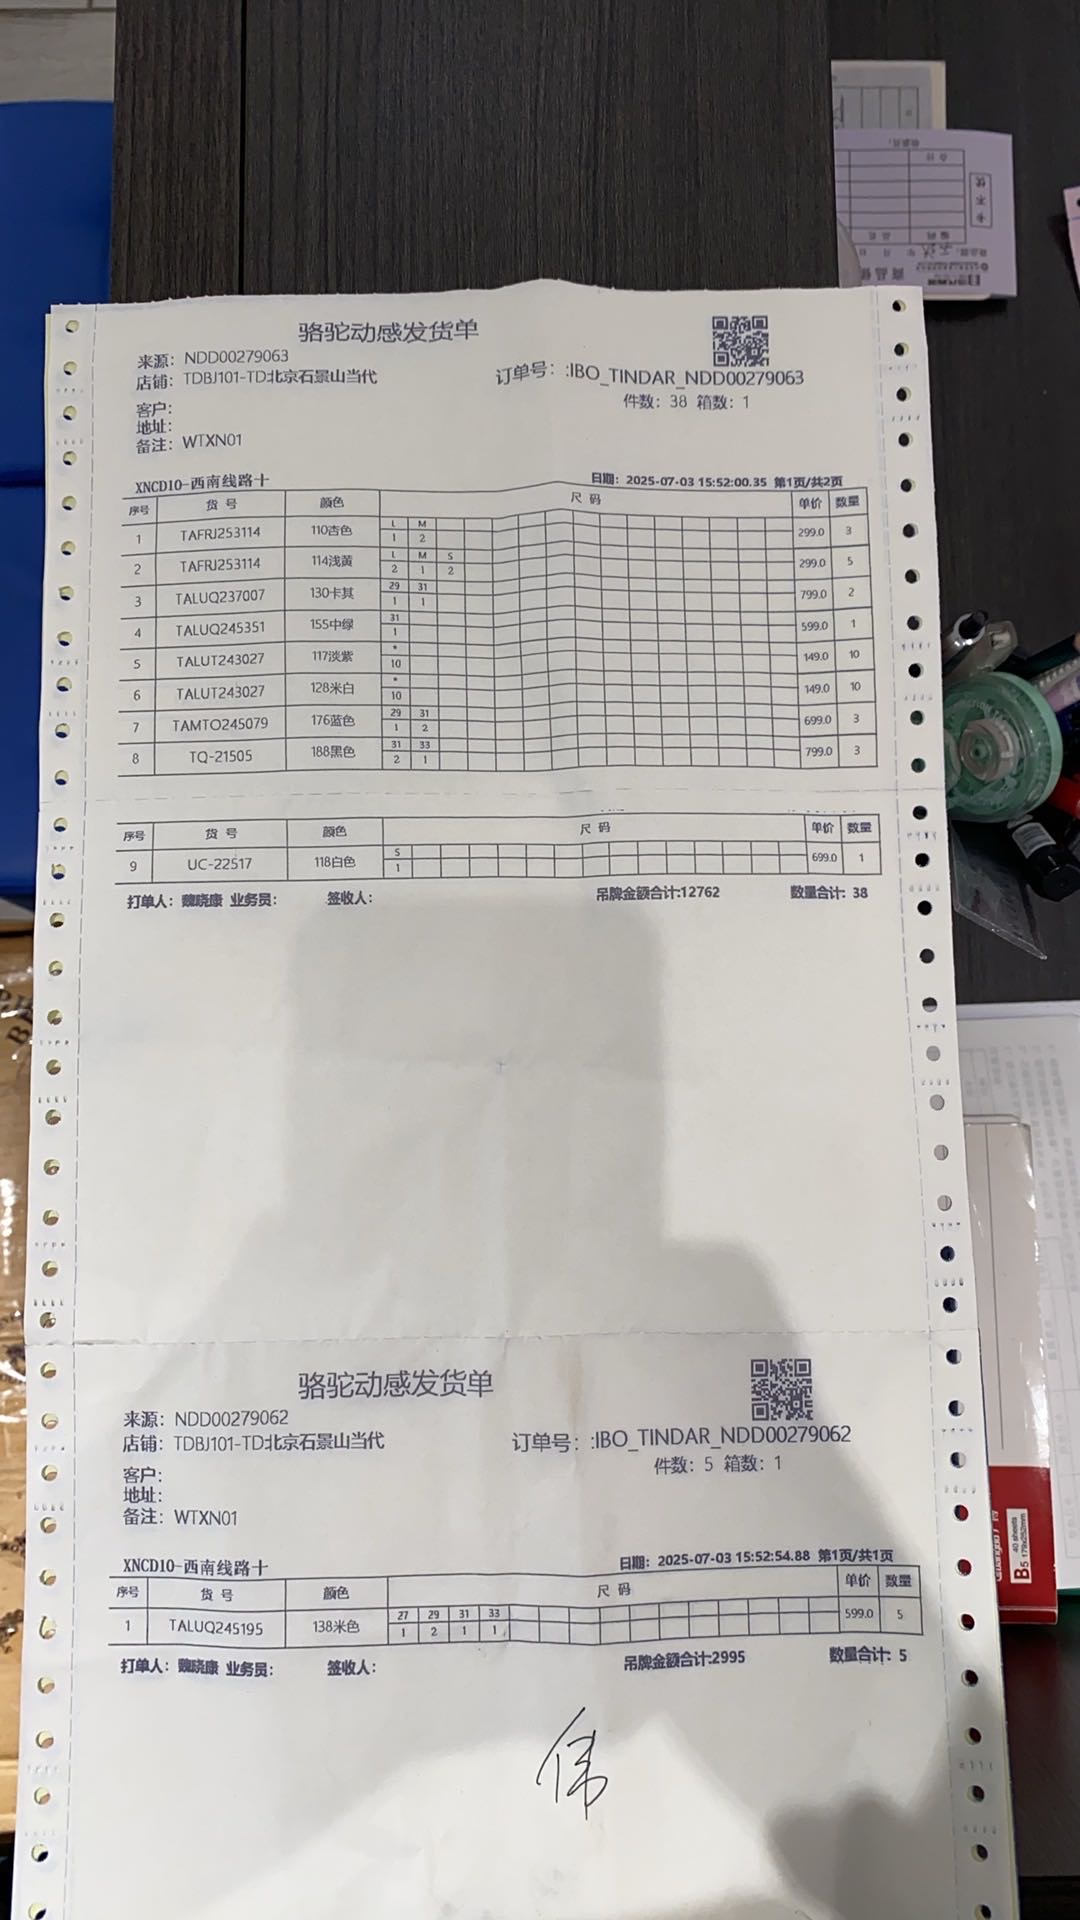 骆驼动感发货单
来源: NDD00279063
店铺: TDBJ101-TD北京石景山当代
订单号: :IBO_TINDAR_NDD00279063
件数: 38 箱数: 1
客户:
地址:
备注: WTXN01
XNCD10-西南线路十
日期: 2025-07-03 15:52:00.35 第1页/共2页
序号 货 号 颜色 尺 码 单价 数量
1 TAFRJ253114 110杏色 L M 299.0 3
1 2
2 TAFRJ253114 114浅黄 L M S 299.0 5
2 1 2
3 TALUQ237007 130卡其 29 31 799.0 2
1 1
4 TALUQ245351 155中绿 31 599.0 1
1
5 TALUT243027 117淡紫 * 149.0 10
10
6 TALUT243027 128米白 * 149.0 10
10
7 TAMTO245079 176蓝色 29 31 699.0 3
1 2
8 TQ-21505 188黑色 31 33 799.0 3
2 1
序号 货 号 颜色 尺 码 单价 数量
9 UC-22517 118白色 S 699.0 1
1
打单人: 魏晓康 业务员: 签收人: 吊牌金额合计:12762 数量合计: 38
骆驼动感发货单
来源: NDD00279062
店铺: TDBJ101-TD北京石景山当代
订单号: :IBO_TINDAR_NDD00279062
件数: 5 箱数: 1
客户:
地址:
备注: WTXN01
XNCD10-西南线路十
日期: 2025-07-03 15:52:54.88 第1页/共1页
序号 货 号 颜色 尺 码 单价 数量
1 TALUQ245195 138米色 27 29 31 33 599.0 5
1 2 1 1
打单人: 魏晓康 业务员: 签收人: 吊牌金额合计:2995 数量合计: 5
伟
40 sheets
B5 179x252mm